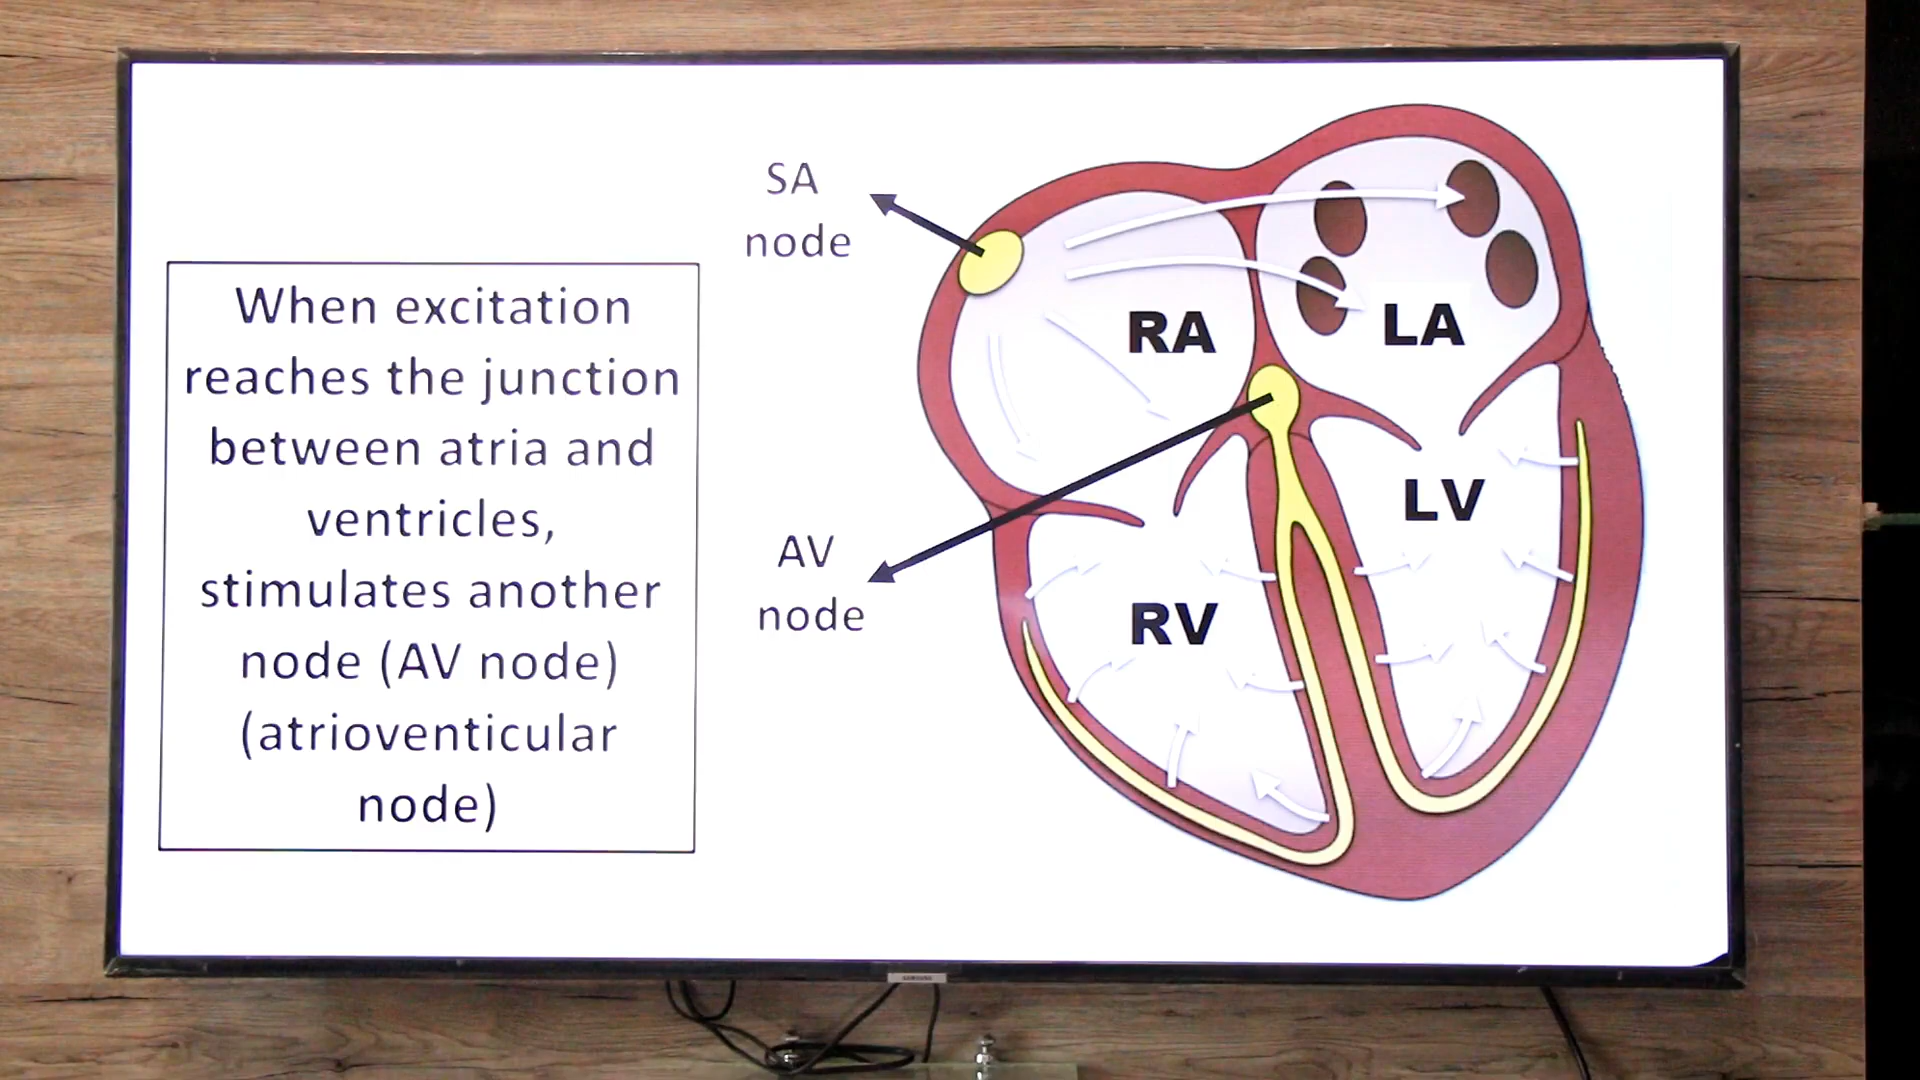 SA
node
When excitation
reaches the junction
between atria and
ventricles,
stimulates another
node (AV node)
(atrioventicular
node)
AV
node
RA
LA
LV
RV
SAMSUNG